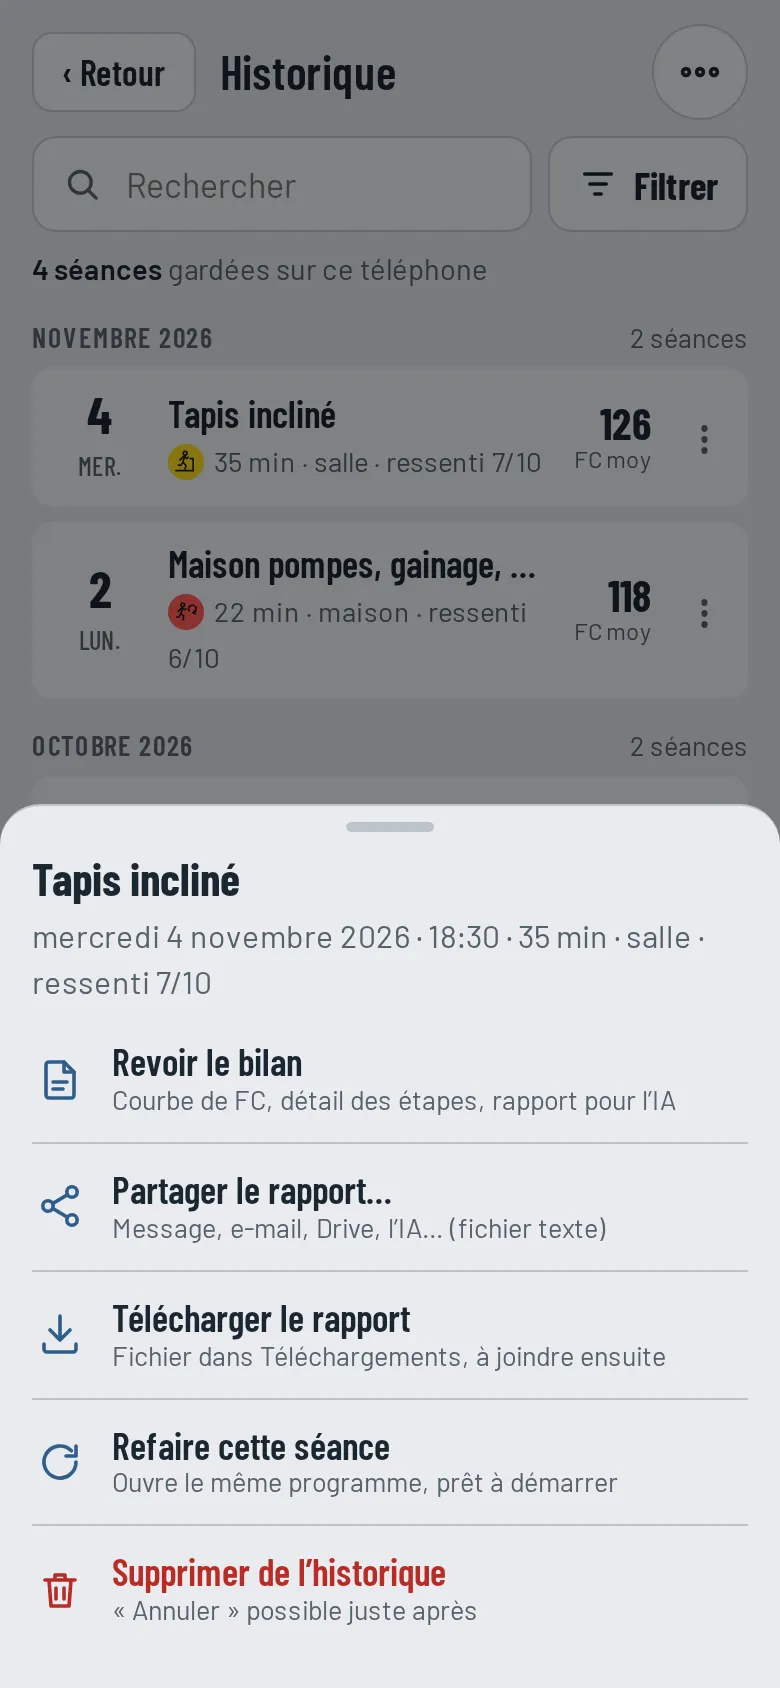 ‹ Retour
Historique
Rechercher
Filtrer
4 séances gardées sur ce téléphone
NOVEMBRE 2026
2 séances
4
MER.
Tapis incliné
35 min · salle · ressenti 7/10
126
FC moy
2
LUN.
Maison pompes, gainage, ...
22 min · maison · ressenti
6/10
118
FC moy
OCTOBRE 2026
2 séances
Tapis incliné
mercredi 4 novembre 2026 · 18:30 · 35 min · salle ·
ressenti 7/10
Revoir le bilan
Courbe de FC, détail des étapes, rapport pour l’IA
Partager le rapport…
Message, e-mail, Drive, l’IA… (fichier texte)
Télécharger le rapport
Fichier dans Téléchargements, à joindre ensuite
Refaire cette séance
Ouvre le même programme, prêt à démarrer
Supprimer de l’historique
« Annuler » possible juste après